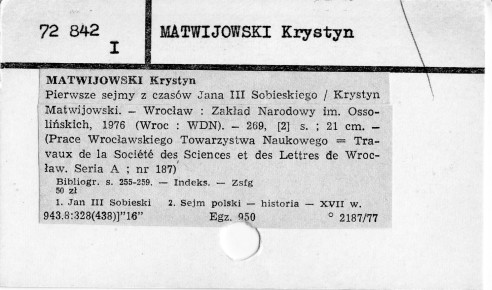 72 842
I
MATWIJOWSKI Krystyn
MATWIJOWSKI Krystyn
Pierwsze sejmy z czasów Jana III Sobieskiego / Krystyn
Matwijowski. — Wrocław : Zakład Narodowy im. Osso-
lińskich, 1976 (Wroc : WDN). — 269, [2] s. ; 21 cm. —
(Prace Wrocławskiego Towarzystwa Naukowego = Tra-
vaux de la Société des Sciences et des Lettres de Wroc-
ław. Seria A ; nr 187)
Bibliogr. s. 255-259. — Indeks. — Zsfg
50 zł
1. Jan III Sobieski 2. Sejm polski — historia — XVII w.
943.8:328(438)]"16" Egz. 950 ° 2187/77